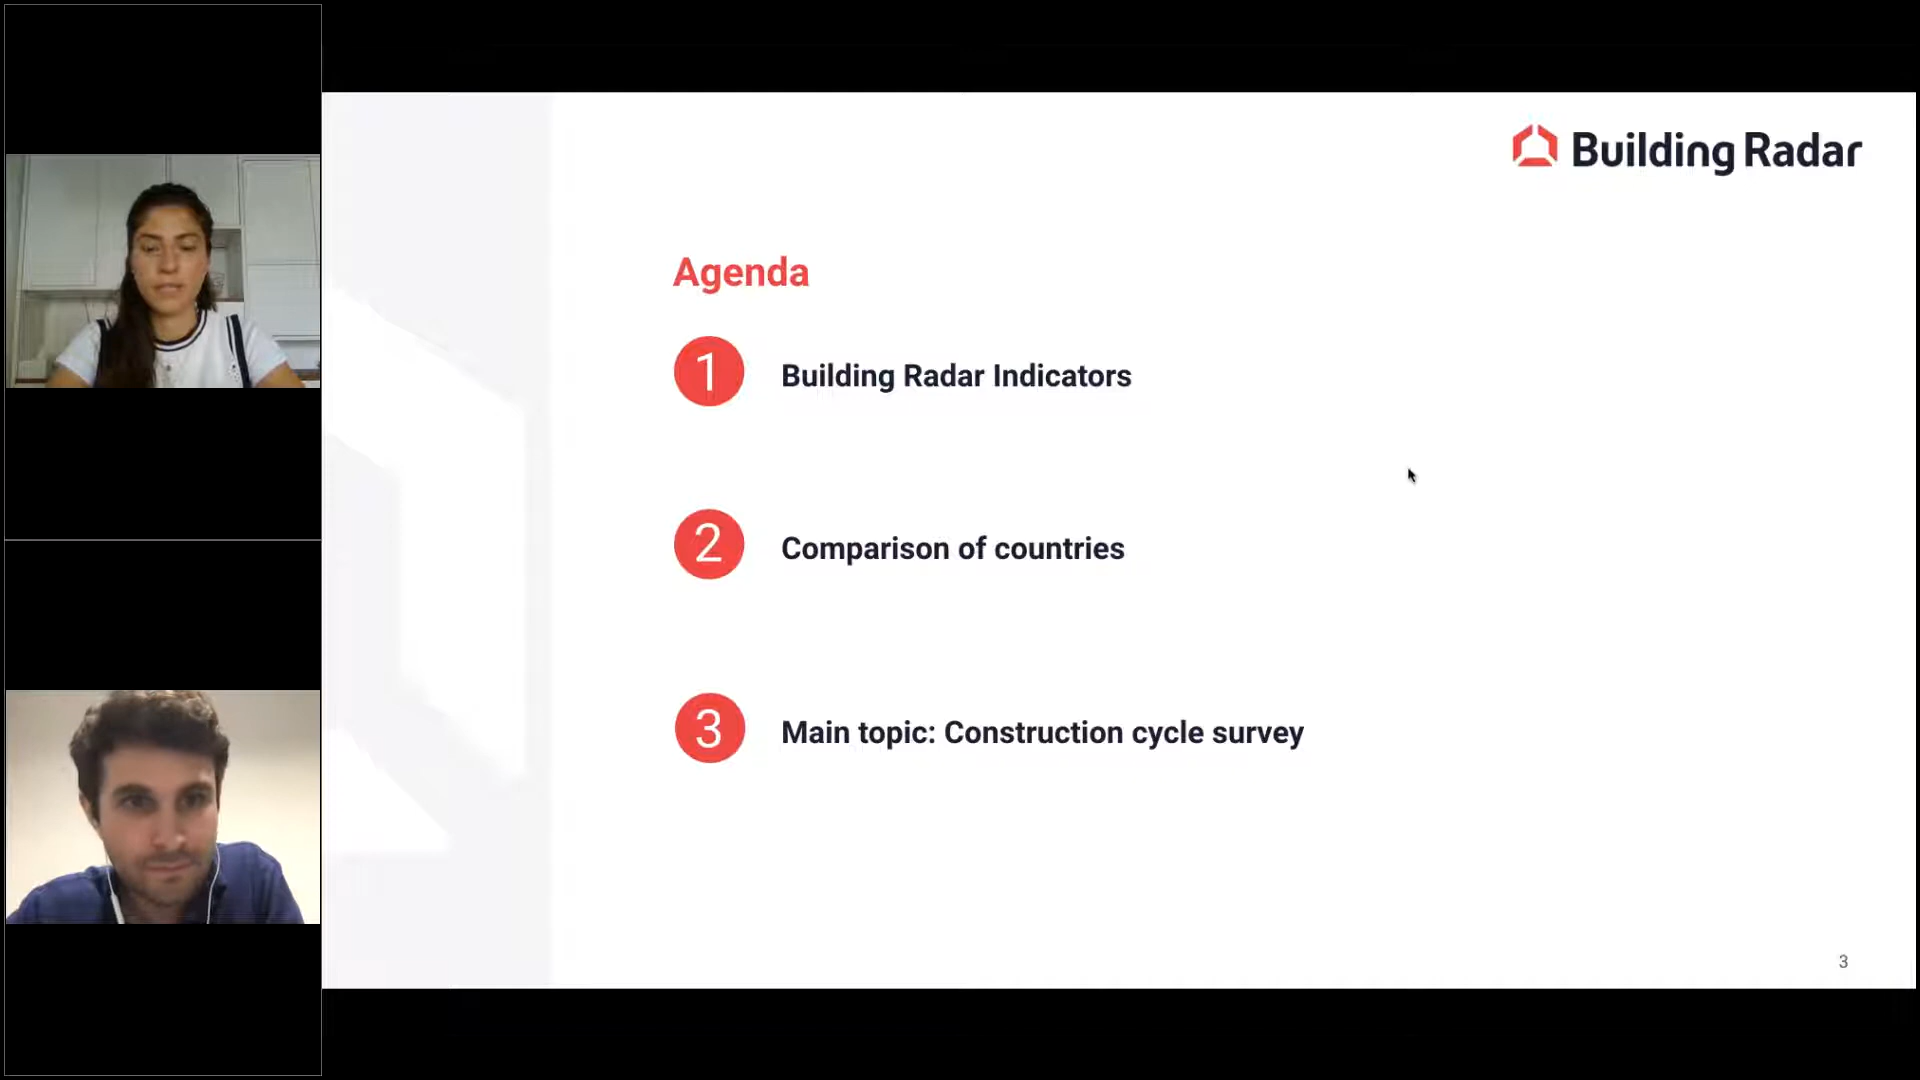 Building Radar
Agenda
1 Building Radar Indicators
2 Comparison of countries
3 Main topic: Construction cycle survey
3